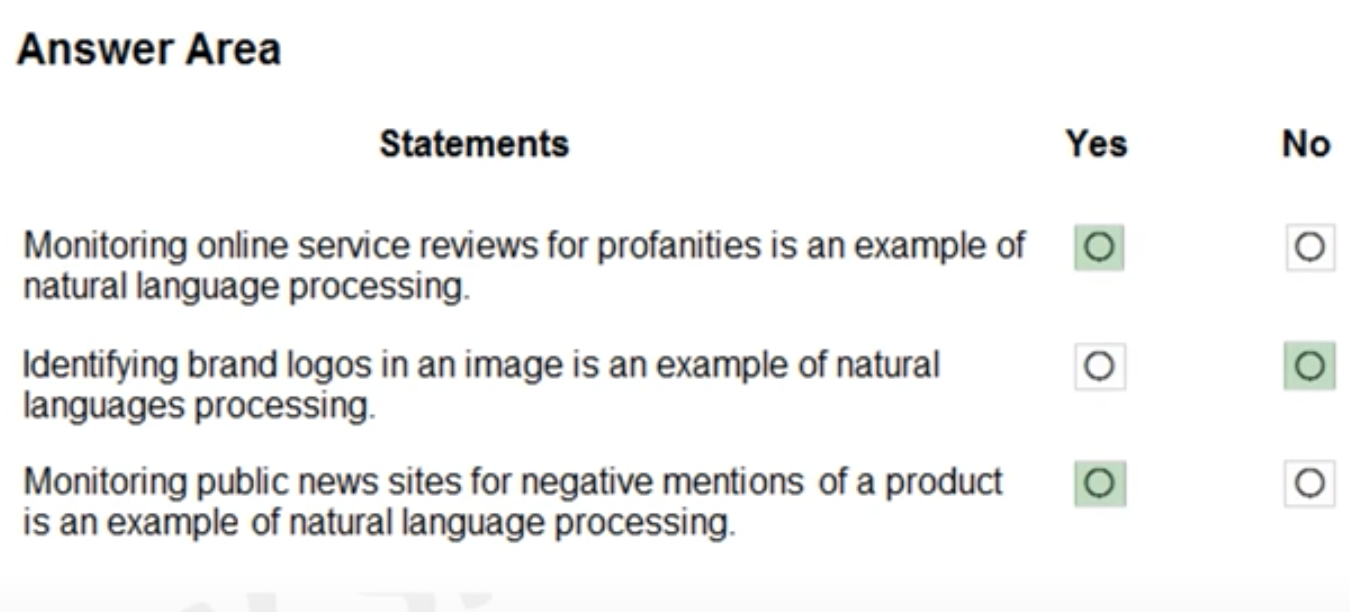 Answer Area
Statements Yes No
Monitoring online service reviews for profanities is an example of
natural language processing.
Identifying brand logos in an image is an example of natural
languages processing.
Monitoring public news sites for negative mentions of a product
is an example of natural language processing.